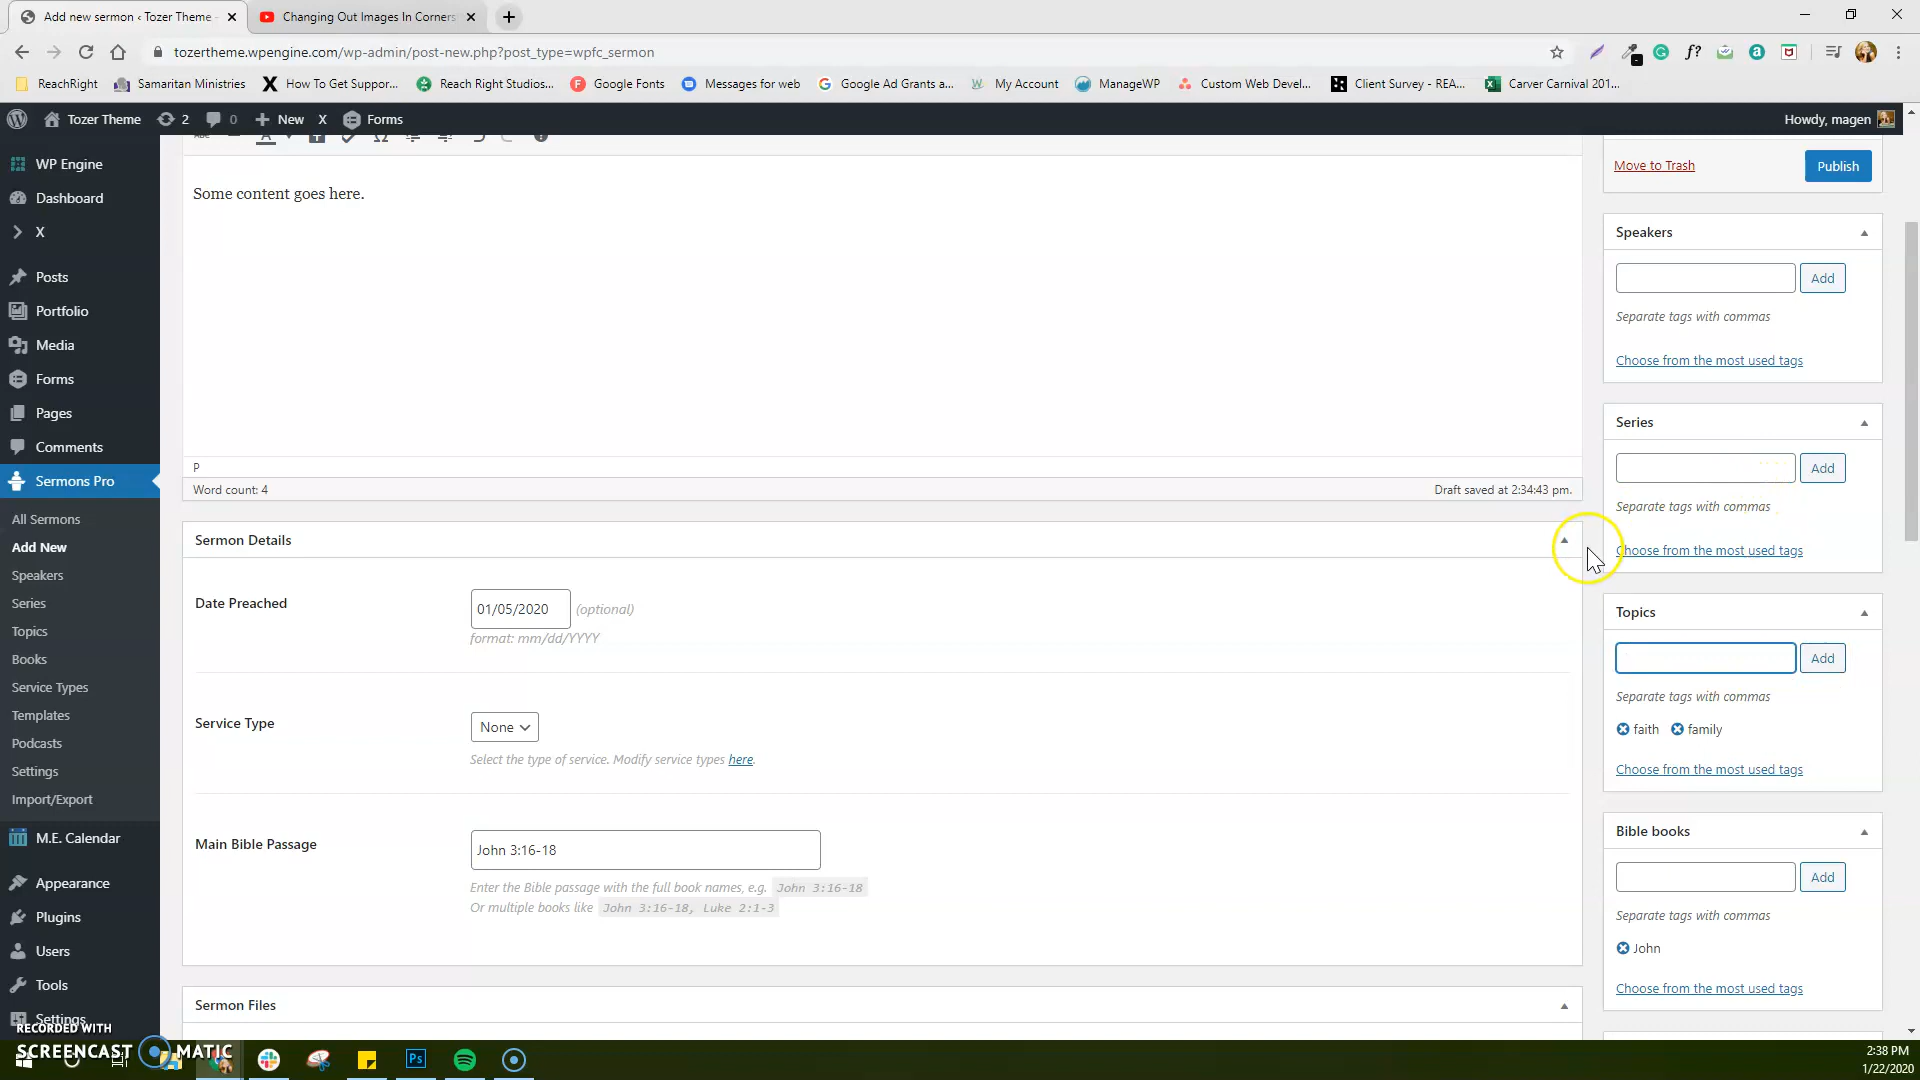 Add new sermon ‹ Tozer Theme
Changing Out Images In Corners
tozertheme.wpengine.com/wp-admin/post-new.php?post_type=wpfc_sermon
ReachRight
Samaritan Ministries
How To Get Suppor...
Reach Right Studios...
Google Fonts
Messages for web
Google Ad Grants a...
My Account
ManageWP
Custom Web Devel...
Client Survey - REA...
Carver Carnival 201...
Tozer Theme
2
0
New
X
Forms
Howdy, magen
WP Engine
Dashboard
X
Posts
Portfolio
Media
Forms
Pages
Comments
Sermons Pro
All Sermons
Add New
Speakers
Series
Topics
Books
Service Types
Templates
Podcasts
Settings
Import/Export
M.E. Calendar
Appearance
Plugins
Users
Tools
Settings
Some content goes here.
P
Word count: 4
Draft saved at 2:34:43 pm.
Sermon Details
Date Preached
01/05/2020 (optional)
format: mm/dd/YYYY
Service Type
None
Select the type of service. Modify service types here.
Main Bible Passage
John 3:16-18
Enter the Bible passage with the full book names, e.g. John 3:16-18
Or multiple books like John 3:16-18, Luke 2:1-3
Sermon Files
Move to Trash
Publish
Speakers
Add
Separate tags with commas
Choose from the most used tags
Series
Add
Separate tags with commas
Choose from the most used tags
Topics
Add
Separate tags with commas
faith family
Choose from the most used tags
Bible books
Add
Separate tags with commas
John
Choose from the most used tags
RECORDED WITH
SCREENCAST MATIC
Ps
2:38 PM
1/22/2020